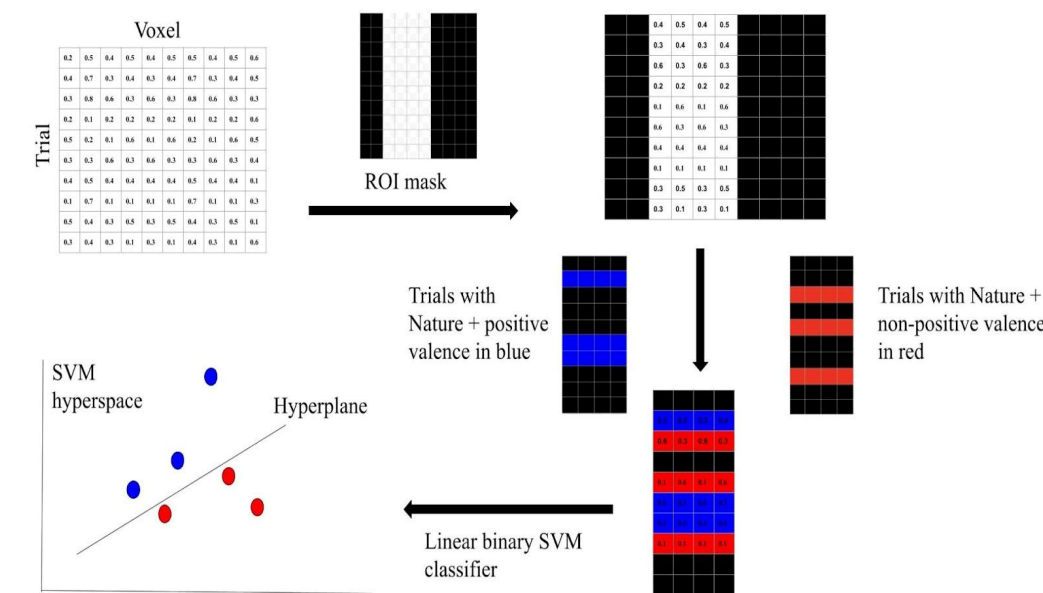 Voxel
Trial
0.2 0.5 0.4 0.5 0.4 0.5 0.5 0.4 0.5 0.6
0.4 0.7 0.3 0.4 0.3 0.4 0.7 0.3 0.4 0.5
0.3 0.8 0.6 0.3 0.6 0.3 0.8 0.6 0.3 0.3
0.2 0.1 0.2 0.2 0.2 0.2 0.1 0.2 0.2 0.6
0.5 0.2 0.1 0.6 0.1 0.6 0.2 0.1 0.6 0.5
0.3 0.3 0.6 0.3 0.6 0.3 0.3 0.6 0.3 0.4
0.4 0.5 0.4 0.4 0.4 0.4 0.5 0.4 0.4 0.1
0.1 0.7 0.1 0.1 0.1 0.1 0.7 0.1 0.1 0.3
0.5 0.4 0.3 0.5 0.3 0.5 0.4 0.3 0.5 0.1
0.3 0.4 0.3 0.1 0.3 0.1 0.4 0.3 0.1 0.6
ROI mask
0.4 0.5 0.4 0.5
0.3 0.4 0.3 0.4
0.6 0.3 0.6 0.3
0.2 0.2 0.2 0.2
0.1 0.6 0.1 0.6
0.6 0.3 0.6 0.3
0.4 0.4 0.4 0.4
0.1 0.1 0.1 0.1
0.3 0.5 0.3 0.5
0.3 0.1 0.3 0.1
Trials with
Nature + positive
valence in blue
Trials with Nature +
non-positive valence
in red
Linear binary SVM
classifier
SVM
hyperspace
Hyperplane